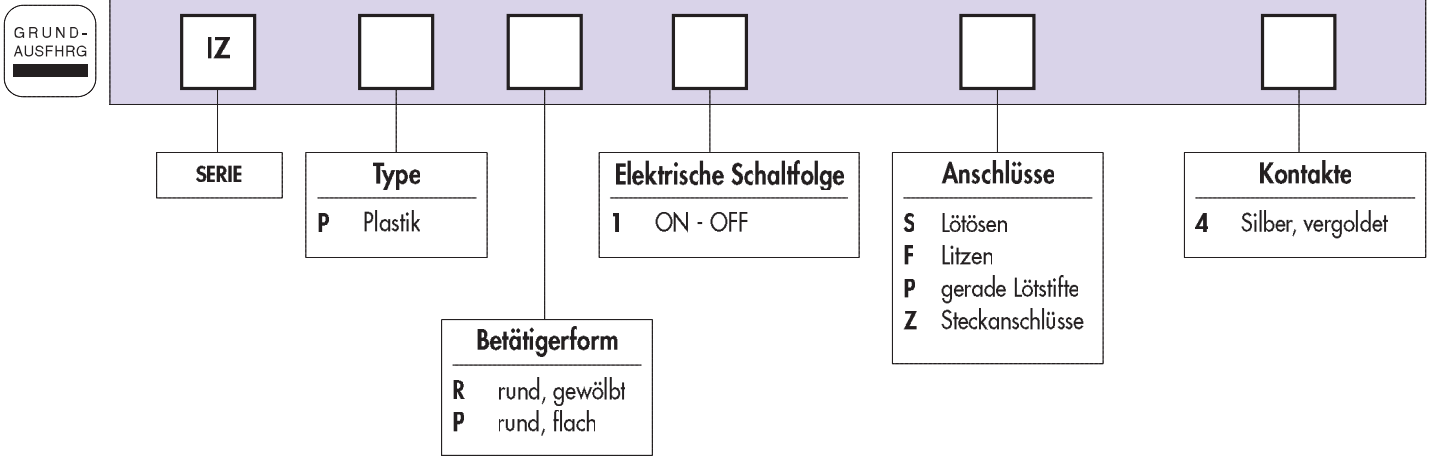 GRUND-
AUSFHRG
IZ
SERIE
Type
P Plastik
Betätigerform
R rund, gewölbt
P rund, flach
Elektrische Schaltfolge
1 ON - OFF
Anschlüsse
S Lötösen
F Litzen
P gerade Lötstifte
Z Steckanschlüsse
Kontakte
4 Silber, vergoldet